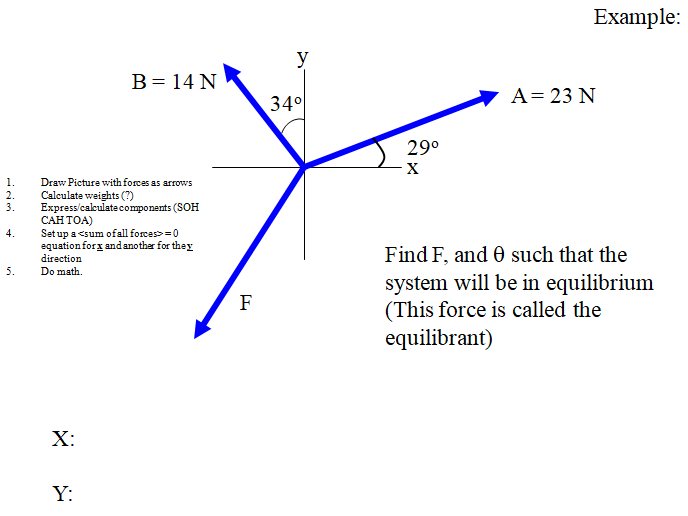 Example:
y
B = 14 N
34o
A = 23 N
29o
x
1. Draw Picture with forces as arrows
2. Calculate weights (?)
3. Express/calculate components (SOH
CAH TOA)
4. Set up a <sum of all forces> = 0
equation for x and another for the y
direction
5. Do math.
Find F, and θ such that the
system will be in equilibrium
(This force is called the
equilibrant)
F
X:
Y: